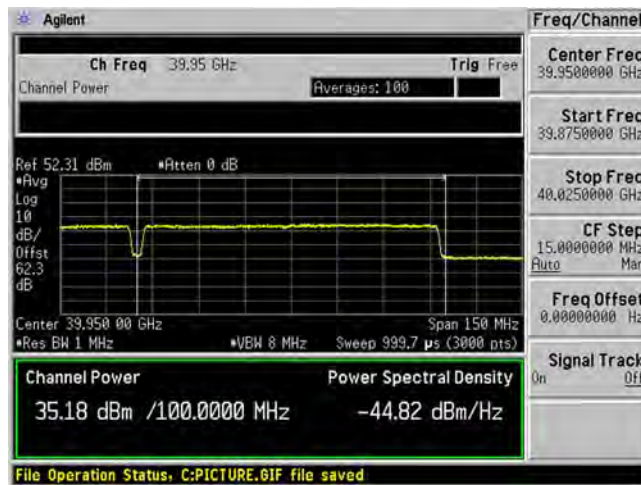 Agilent
Freq/Channel
Ch Freq 39.95 GHz Trig Free
Channel Power Averages: 100
Center Freq
39.9500000 GHz
Start Freq
39.8750000 GHz
Stop Freq
40.0250000 GHz
CF Step
15.0000000 MHz
Auto Man
Freq Offset
0.00000000 Hz
Signal Track
On Off
Ref 52.31 dBm #Atten 0 dB
#Avg
Log
10
dB/
Offst
62.3
dB
Center 39.950 00 GHz Span 150 MHz
#Res BW 1 MHz #VBW 8 MHz Sweep 999.7 µs (3000 pts)
Channel Power Power Spectral Density
35.18 dBm /100.0000 MHz -44.82 dBm/Hz
File Operation Status, C:PICTURE.GIF file saved